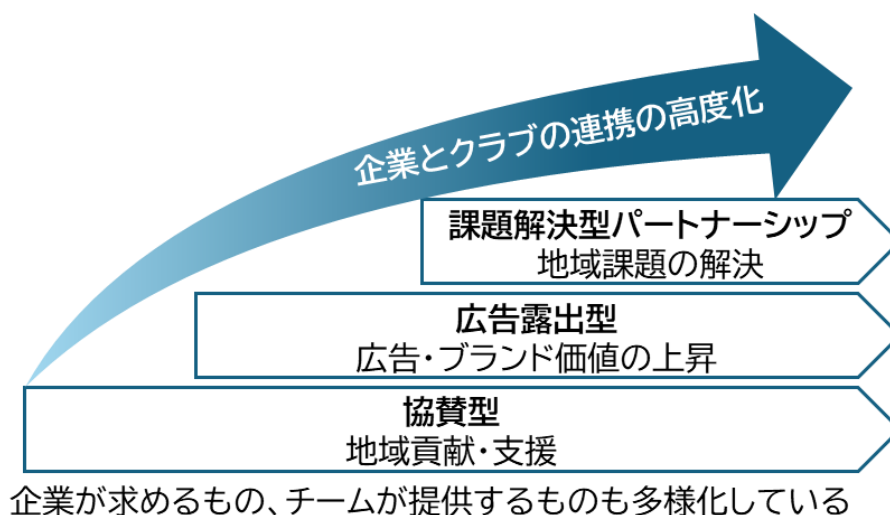 企業とクラブの連携の高度化
課題解決型パートナーシップ
地域課題の解決
広告露出型
広告・ブランド価値の上昇
協賛型
地域貢献・支援
企業が求めるもの、チームが提供するものも多様化している